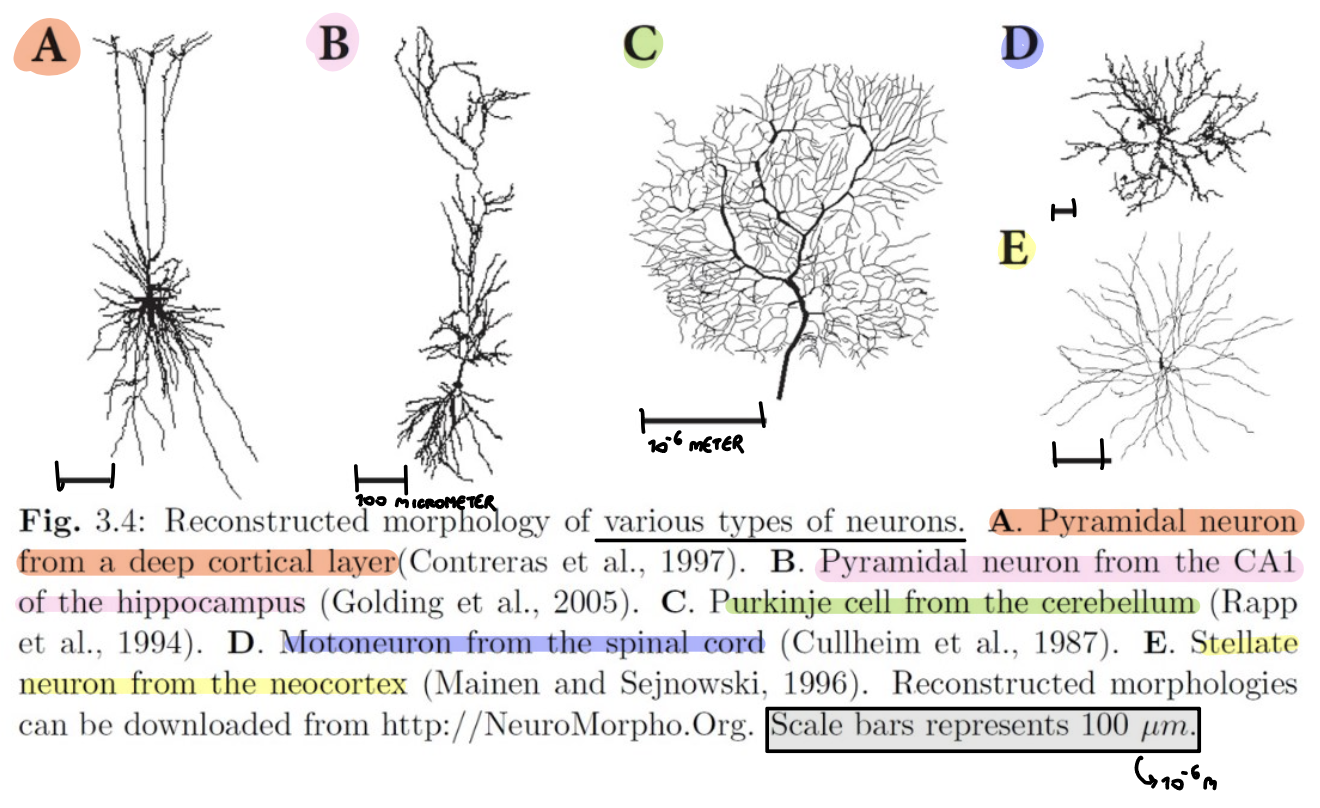 A
B
C
D
E
10⁻⁶ METER
100 MICROMETER
Fig. 3.4: Reconstructed morphology of various types of neurons. A. Pyramidal neuron
from a deep cortical layer(Contreras et al., 1997). B. Pyramidal neuron from the CA1
of the hippocampus (Golding et al., 2005). C. Purkinje cell from the cerebellum (Rapp
et al., 1994). D. Motoneuron from the spinal cord (Cullheim et al., 1987). E. Stellate
neuron from the neocortex (Mainen and Sejnowski, 1996). Reconstructed morphologies
can be downloaded from http://NeuroMorpho.Org. Scale bars represents 100 μm.
10⁻⁶ M